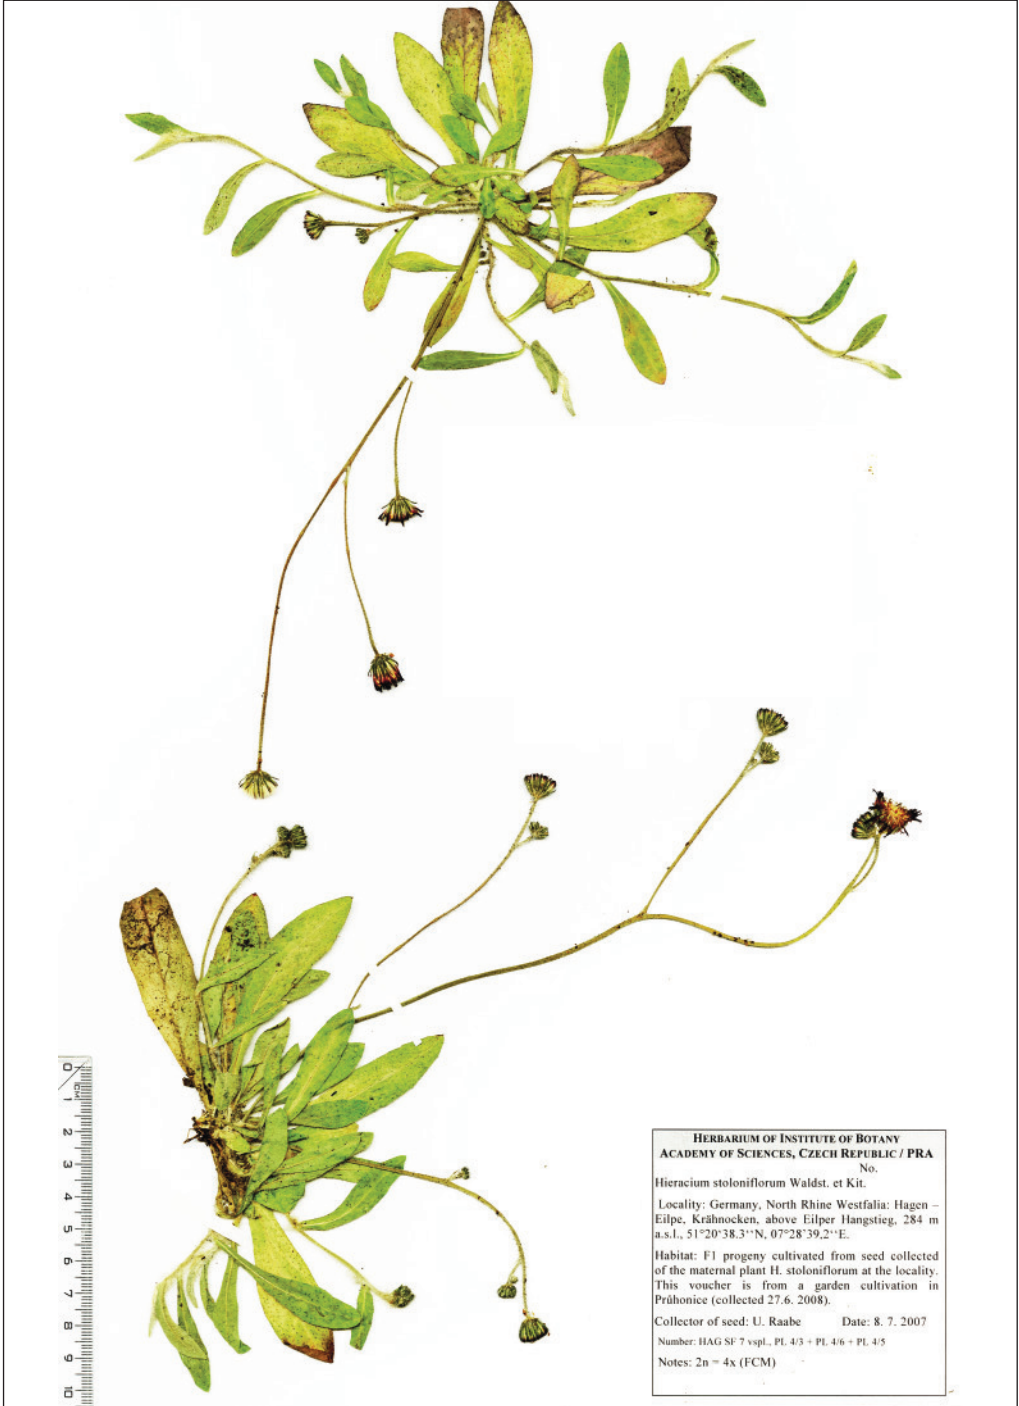 0
1CM
1
2
3
4
5
6
7
8
9
10
HERBARIUM OF INSTITUTE OF BOTANY
ACADEMY OF SCIENCES, CZECH REPUBLIC / PRA
No.
Hieracium stoloniflorum Waldst. et Kit.
Locality: Germany, North Rhine Westfalia: Hagen –
Eilpe, Krähnocken, above Eilper Hangstieg, 284 m
a.s.l., 51°20‘38.3‘‘N, 07°28‘39,2‘‘E.
Habitat: F1 progeny cultivated from seed collected
of the maternal plant H. stoloniflorum at the locality.
This voucher is from a garden cultivation in
Průhonice (collected 27.6. 2008).
Collector of seed: U. Raabe Date: 8. 7. 2007
Number: HAG SF 7 vspl., PL 4/3 + PL 4/6 + PL 4/5
Notes: 2n = 4x (FCM)